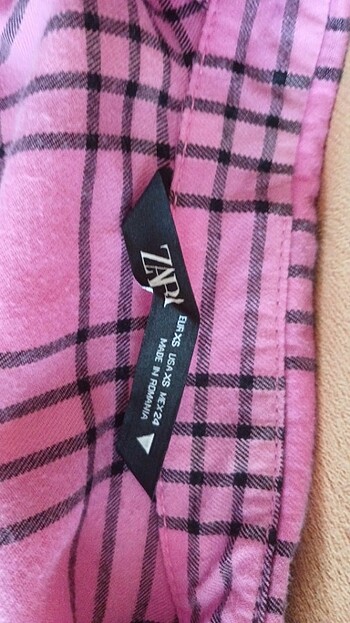 ZARA
EUR XS USA XS MEX 24
MADE IN ROMANIA